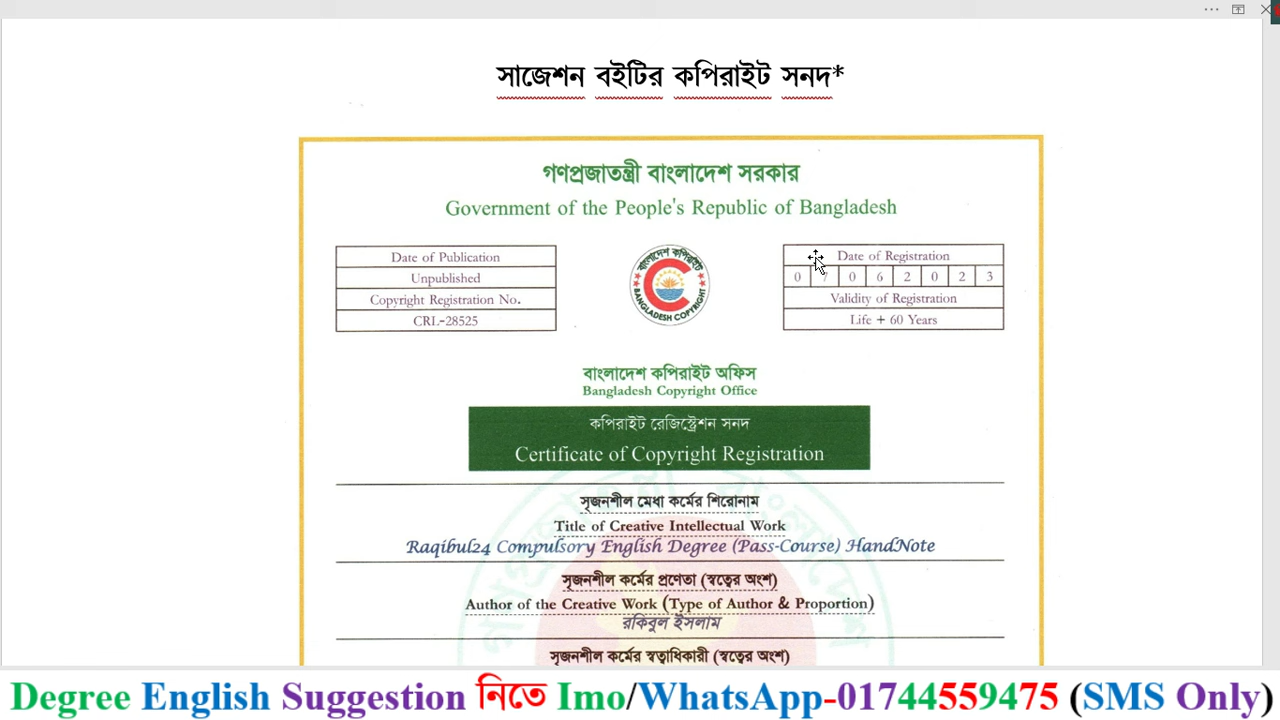 সাজেশন বইটির কপিরাইট সনদ*
গণপ্রজাতন্ত্রী বাংলাদেশ সরকার
Government of the People's Republic of Bangladesh
Date of Publication
Unpublished
Copyright Registration No.
CRL-28525
বাংলাদেশ কপিরাইট
C
BANGLADESH COPYRIGHT
Date of Registration
0 7 0 6 2 0 2 3
Validity of Registration
Life + 60 Years
বাংলাদেশ কপিরাইট অফিস
Bangladesh Copyright Office
কপিরাইট রেজিস্ট্রেশন সনদ
Certificate of Copyright Registration
সৃজনশীল মেধা কর্মের শিরোনাম
Title of Creative Intellectual Work
Raqibul24 Compulsory English Degree (Pass-Course) HandNote
সৃজনশীল কর্মের প্রণেতা (স্বত্বের অংশ)
Author of the Creative Work (Type of Author & Proportion)
রকিবুল ইসলাম
সৃজনশীল কর্মের স্বত্বাধিকারী (স্বত্বের অংশ)
Degree English Suggestion নিতে Imo/WhatsApp-01744559475 (SMS Only)